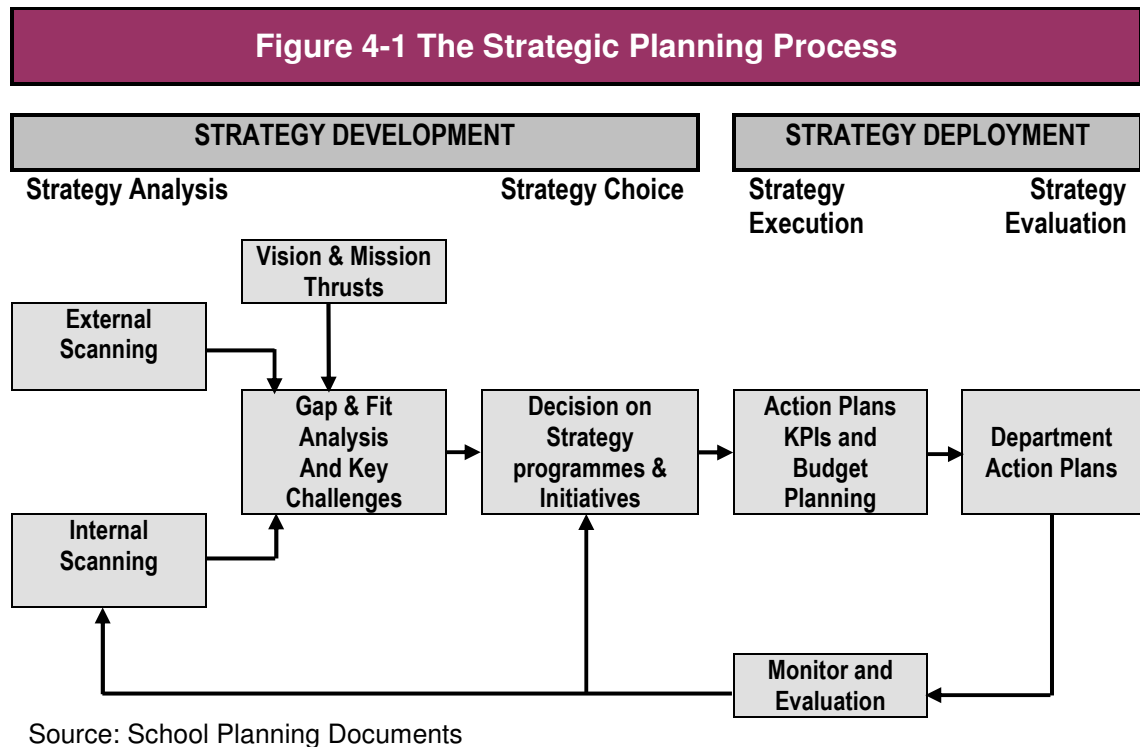 Figure 4-1 The Strategic Planning Process
STRATEGY DEVELOPMENT
STRATEGY DEPLOYMENT
Strategy Analysis
Strategy Choice
Strategy
Execution
Strategy
Evaluation
Vision & Mission
Thrusts
External
Scanning
Gap & Fit
Analysis
And Key
Challenges
Decision on
Strategy
programmes &
Initiatives
Action Plans
KPIs and
Budget
Planning
Department
Action Plans
Internal
Scanning
Monitor and
Evaluation
Source: School Planning Documents